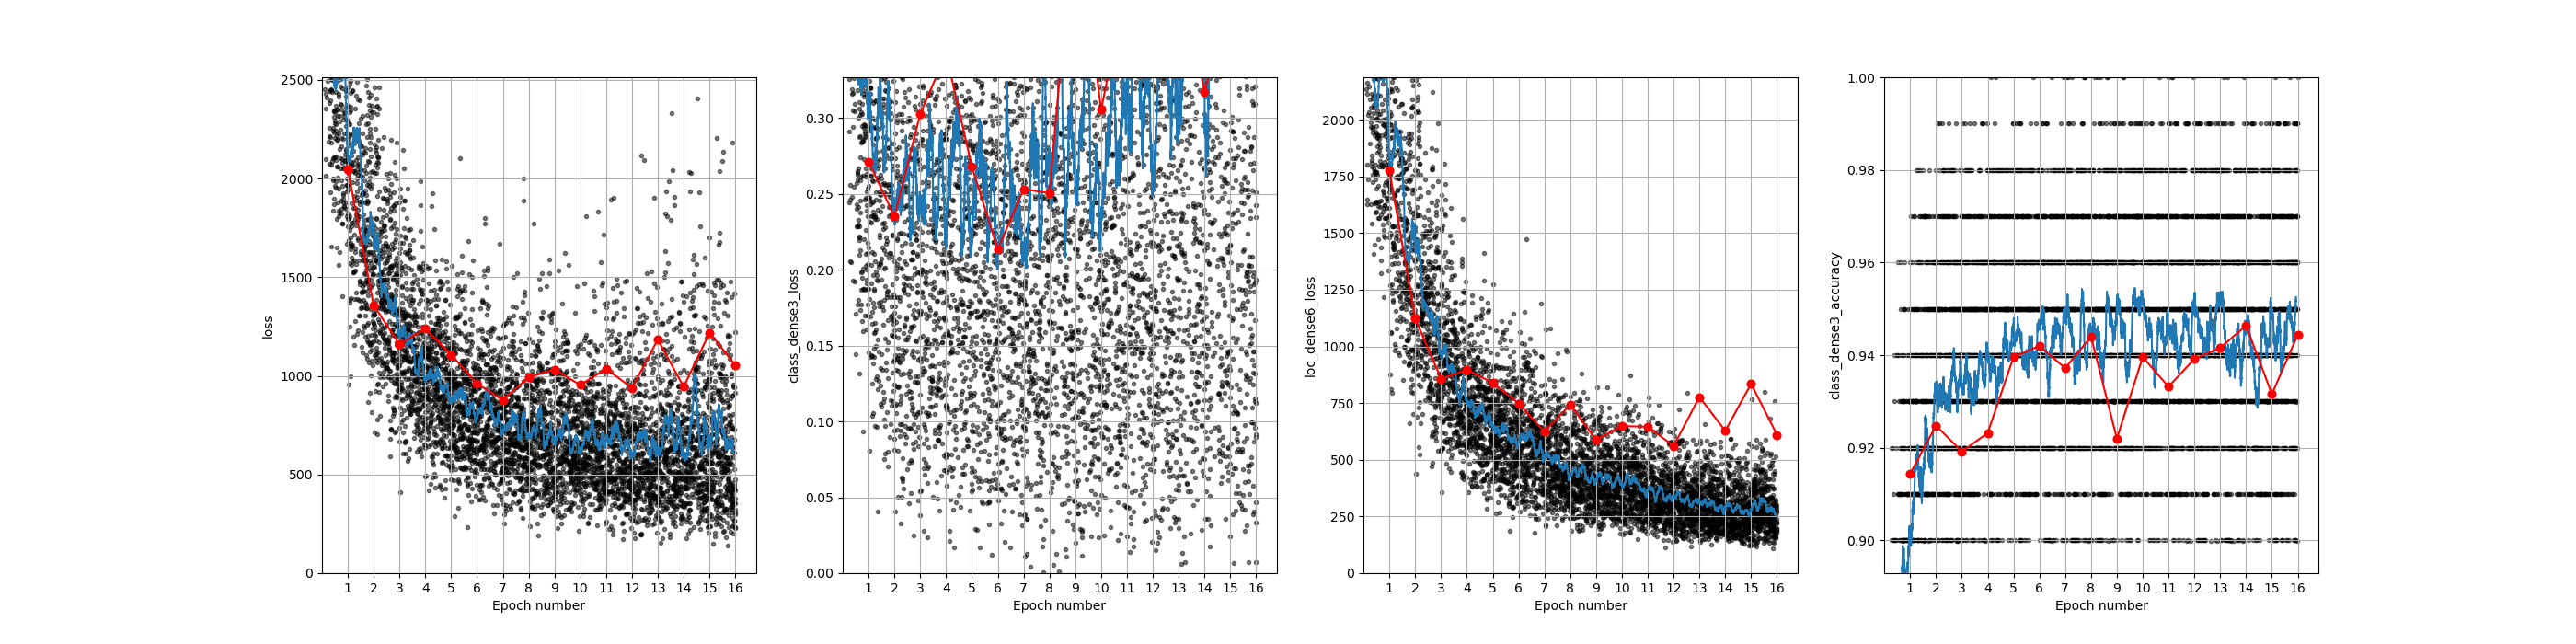 2500
2000
1500
1000
500
0
loss
1 2 3 4 5 6 7 8 9 10 11 12 13 14 15 16
Epoch number
0.30
0.25
0.20
0.15
0.10
0.05
0.00
class_dense3_loss
1 2 3 4 5 6 7 8 9 10 11 12 13 14 15 16
Epoch number
2000
1750
1500
1250
1000
750
500
250
0
loc_dense6_loss
1 2 3 4 5 6 7 8 9 10 11 12 13 14 15 16
Epoch number
1.00
0.98
0.96
0.94
0.92
0.90
class_dense3_accuracy
1 2 3 4 5 6 7 8 9 10 11 12 13 14 15 16
Epoch number